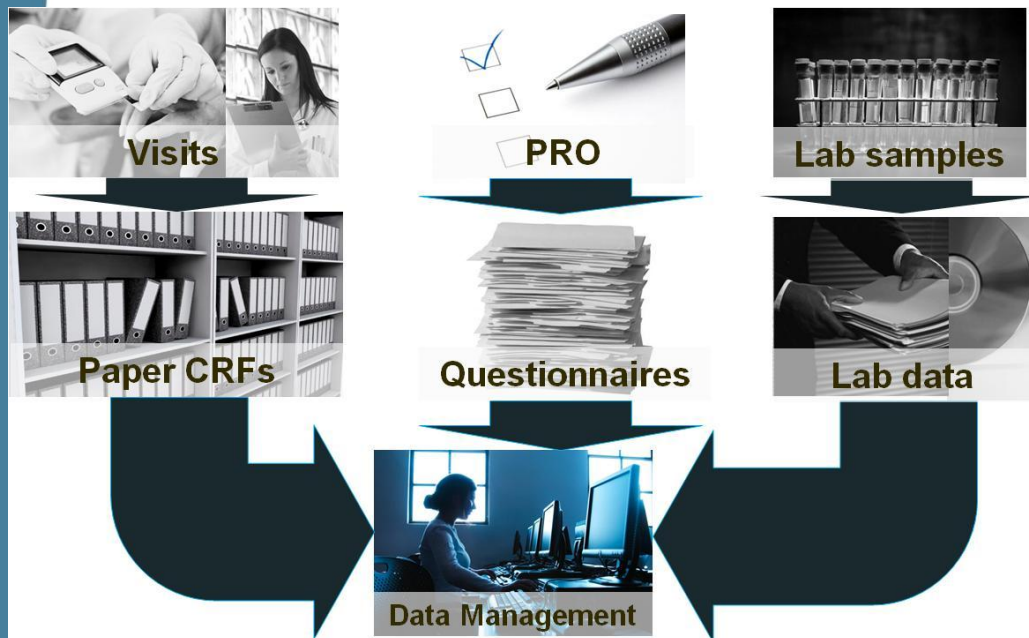 Visits
PRO
Lab samples
Paper CRFs
Questionnaires
Lab data
Data Management